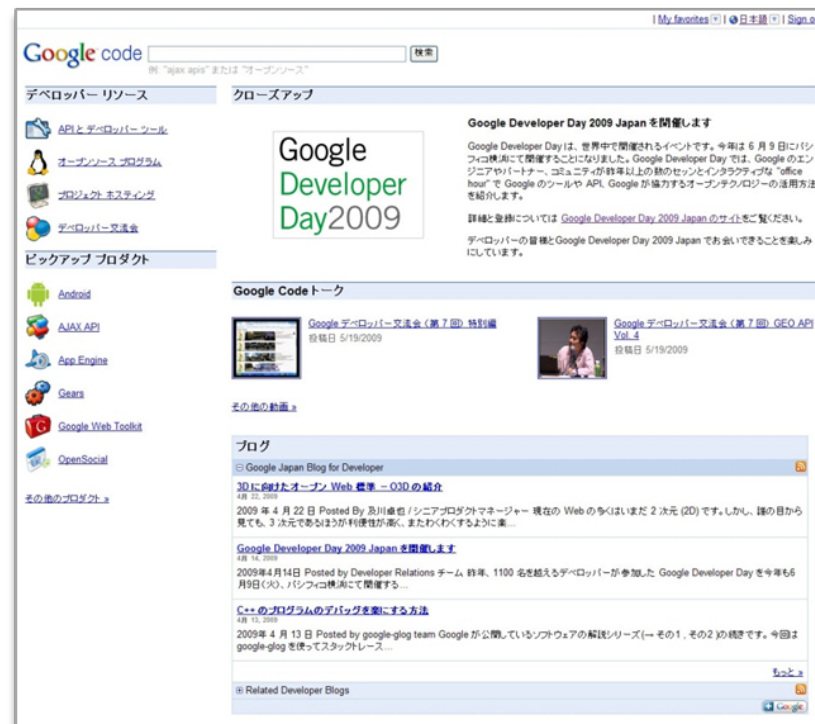 My favorites | 日本語 | Sign o
Google code 検索
例: "ajax apis" または "オープンソース"
デベロッパー リソース
API と デベロッパー ツール
オープンソース プログラム
プロジェクト ホスティング
デベロッパー交流会
ピックアップ プロダクト
Android
AJAX API
App Engine
Gears
Google Web Toolkit
OpenSocial
その他のプロダクト »
クローズアップ
Google
Developer
Day2009
Google Developer Day 2009 Japan を開催します
Google Developer Day は、世界中で開催されるイベントです。今年は 6 月 9 日にパシ
フィコ横浜にて開催することになりました。Google Developer Day では、Google のエン
ジニアやパートナー、コミュニティが昨年以上の数のセッションとインタラクティブな "office
hour" で Google のツールや API、Google が協力するオープンテクノロジーの活用方法
を紹介します。
詳細と登録については Google Developer Day 2009 Japan のサイトをご覧ください。
デベロッパーの皆様とGoogle Developer Day 2009 Japan でお会いできることを楽しみ
にしています。
Google Codeトーク
Google デベロッパー交流会 (第 7 回) 特別編
投稿日 5/19/2009
Google デベロッパー交流会 (第 7 回) GEO API
Vol. 4
投稿日 5/19/2009
その他の動画 »
ブログ
Google Japan Blog for Developer
3D に向けたオープン Web 標準 － O3D の紹介
4月 22, 2009
2009 年 4 月 22 日 Posted By 及川卓也 / シニアプロダクトマネージャー 現在の Web の多くはいまだ 2 次元 (2D) です。しかし、誰の目から
見ても、3 次元であるほうが利便性が高く、またわくわくするように楽...
Google Developer Day 2009 Japan を開催します
4月 14, 2009
2009年4月14日 Posted by Developer Relations チーム 昨年、1100 名を超えるデベロッパーが参加した Google Developer Day を今年も6
月9日(火)、パシフィコ横浜にて開催する...
C++ のプログラムのデバッグを楽にする方法
4月 13, 2009
2009年 4 月 13 日 Posted by google-glog team Google が公開しているソフトウェアの解説シリーズ(→ その1 , その2 )の続きです。今回は
google-glog を使ってスタックトレース...
もっと »
Related Developer Blogs
Google